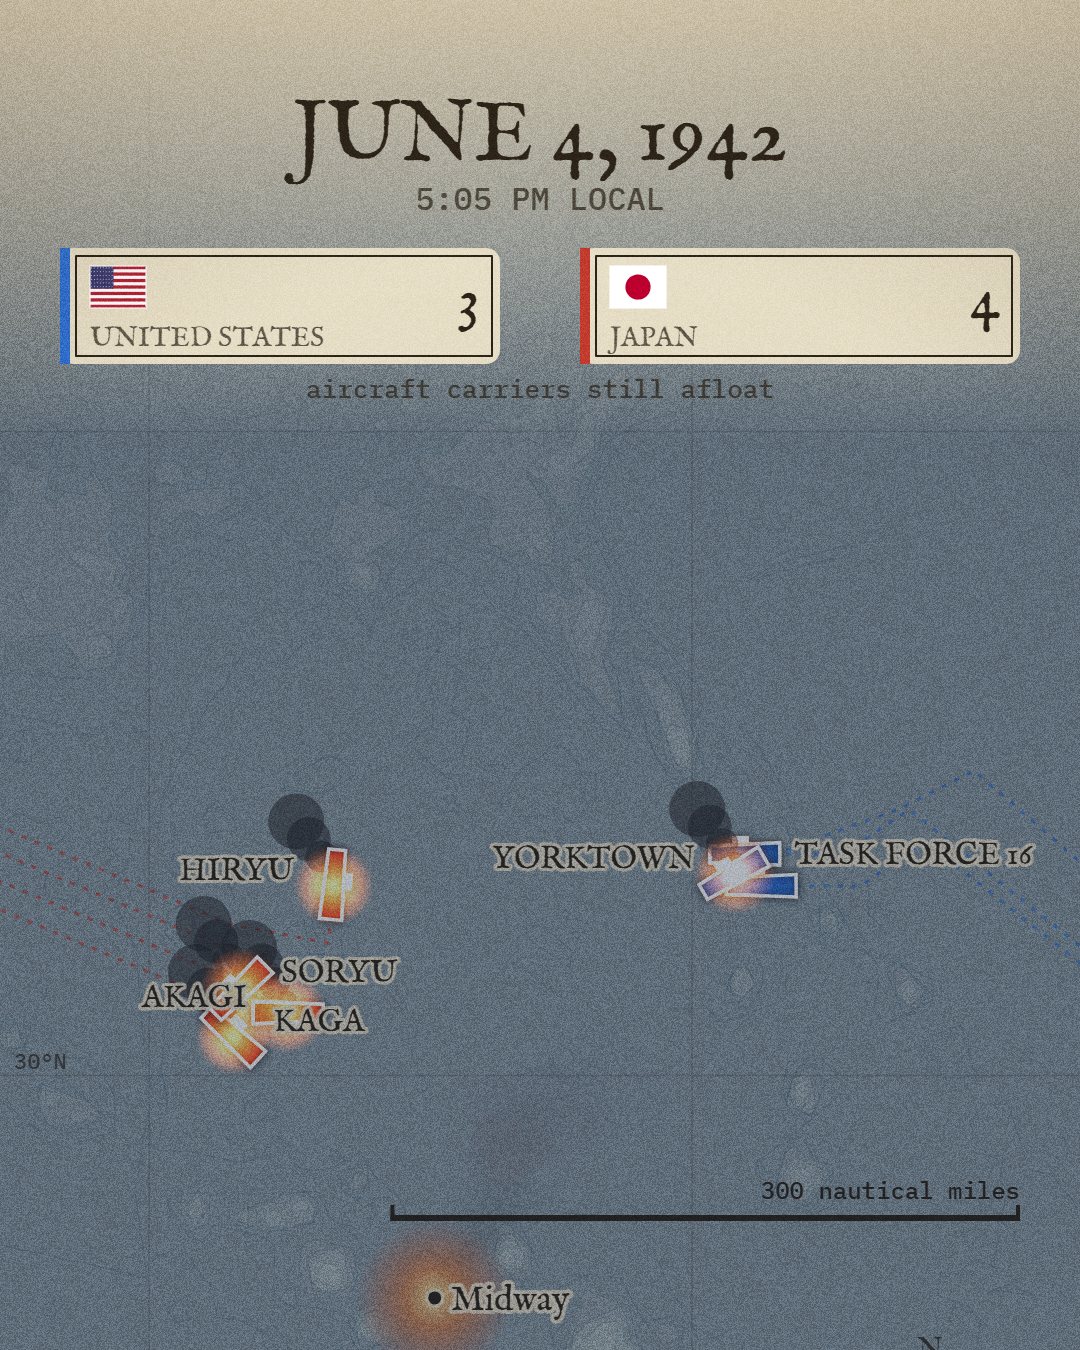 JUNE 4, 1942
5:05 PM LOCAL
3
UNITED STATES
4
JAPAN
aircraft carriers still afloat
HIRYU
YORKTOWN
TASK FORCE 16
SORYU
AKAGI
KAGA
30°N
300 nautical miles
Midway
N